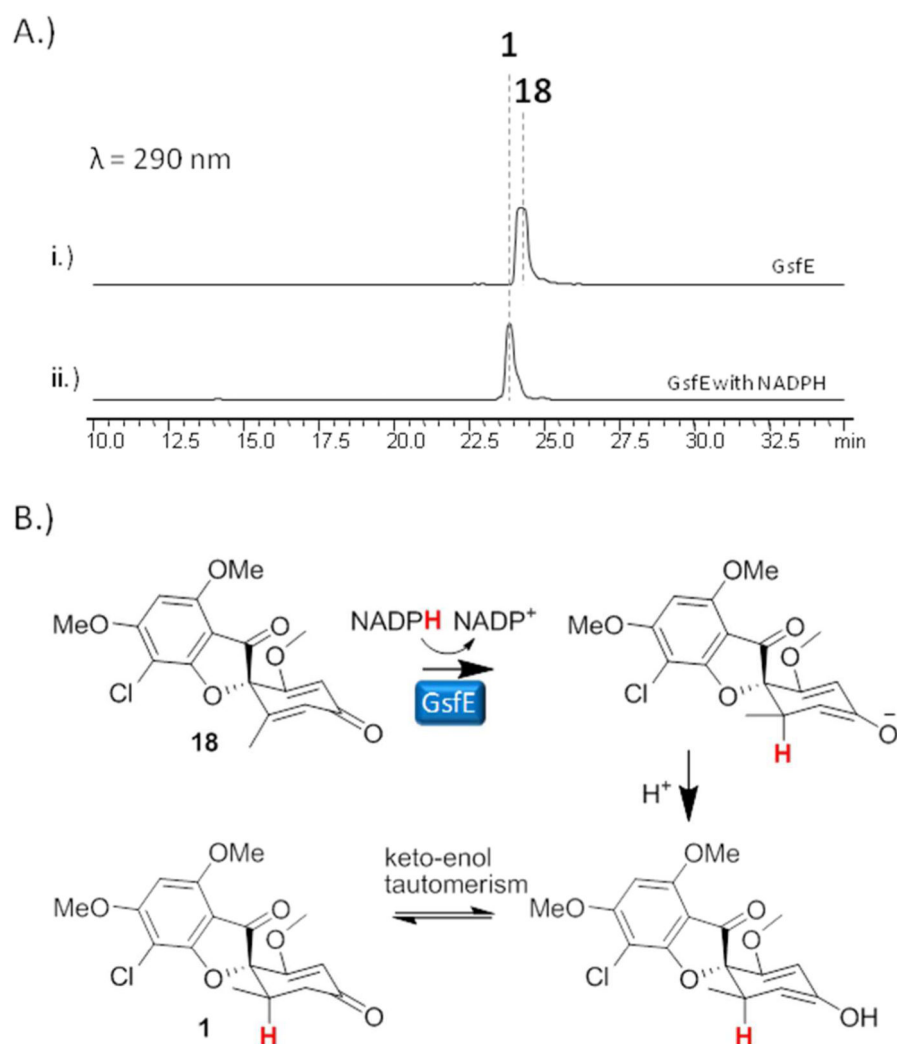 A.)
1
18
λ = 290 nm
i.)
GsfE
ii.)
GsfE with NADPH
10.0 12.5 15.0 17.5 20.0 22.5 25.0 27.5 30.0 32.5 min
B.)
OMe
MeO
O
O
Cl
O
O
18
NADPH NADP+
GsfE
OMe
MeO
O
O
Cl
O
O−
H
H+
OMe
MeO
O
O
Cl
O
O
1
H
keto-enol
tautomerism
OMe
MeO
O
O
Cl
O
OH
H